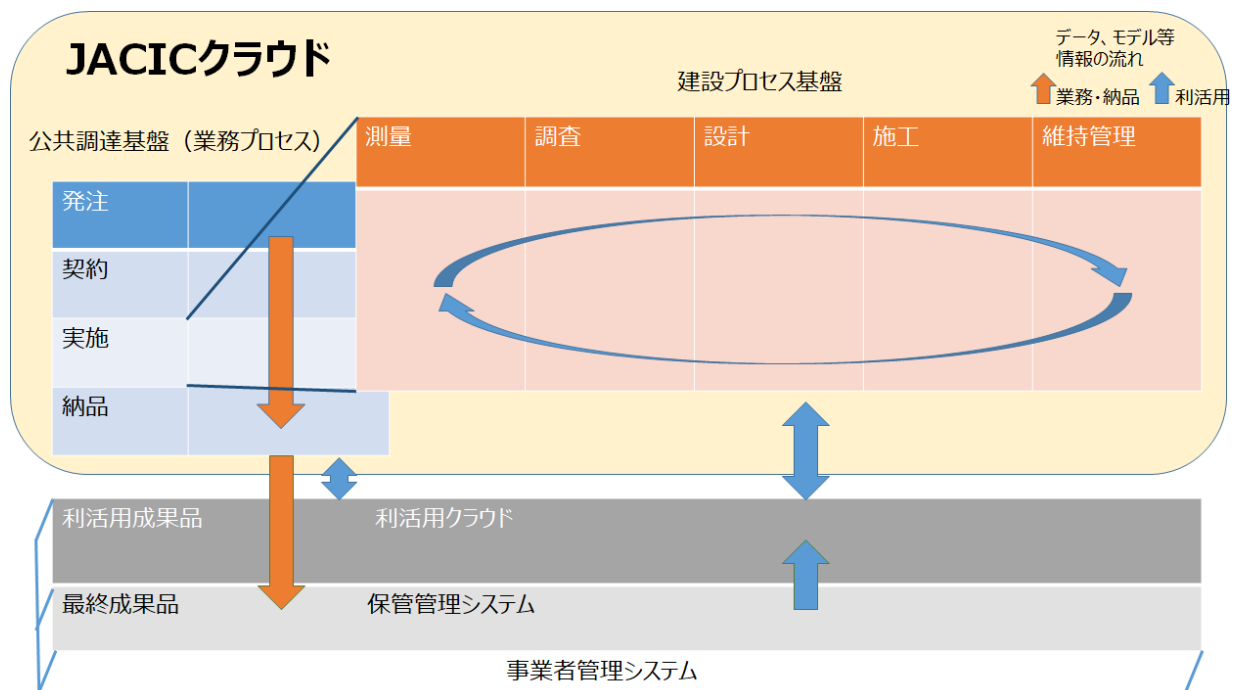 JACICクラウド
データ、モデル等
情報の流れ
業務・納品 利活用
建設プロセス基盤
公共調達基盤（業務プロセス）
測量 調査 設計 施工 維持管理
発注
契約
実施
納品
利活用成果品 利活用クラウド
最終成果品 保管管理システム
事業者管理システム